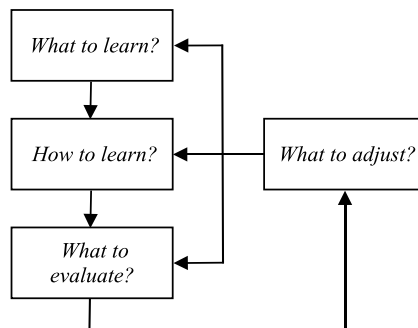 What to learn?
How to learn?
What to adjust?
What to
evaluate?